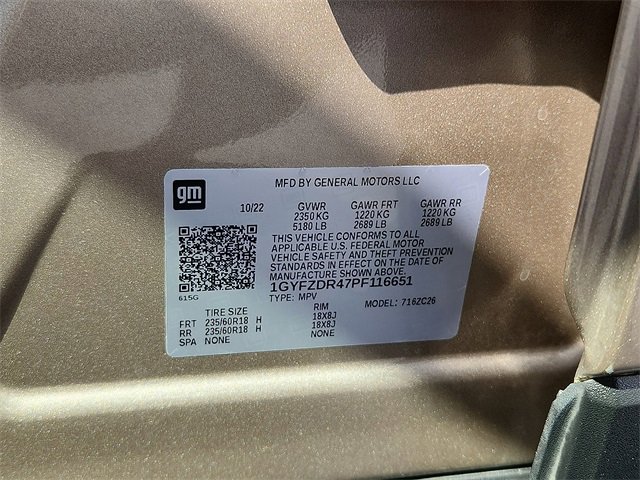 gm
MFD BY GENERAL MOTORS LLC
10/22 GVWR GAWR FRT GAWR RR
2350 KG 1220 KG 1220 KG
5180 LB 2689 LB 2689 LB
THIS VEHICLE CONFORMS TO ALL
APPLICABLE U.S. FEDERAL MOTOR
VEHICLE SAFETY AND THEFT PREVENTION
STANDARDS IN EFFECT ON THE DATE OF
MANUFACTURE SHOWN ABOVE.
1GYFZDR47PF116651
615G
TYPE: MPV MODEL: 716ZC26
TIRE SIZE RIM
FRT 235/60R18 H 18X8J
RR 235/60R18 H 18X8J
SPA NONE NONE